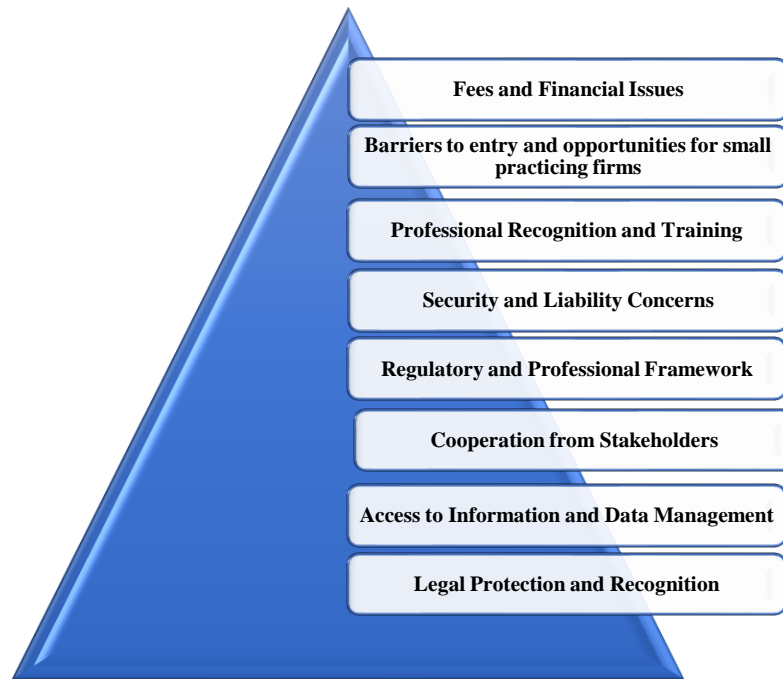 Fees and Financial Issues
Barriers to entry and opportunities for small
practicing firms
Professional Recognition and Training
Security and Liability Concerns
Regulatory and Professional Framework
Cooperation from Stakeholders
Access to Information and Data Management
Legal Protection and Recognition